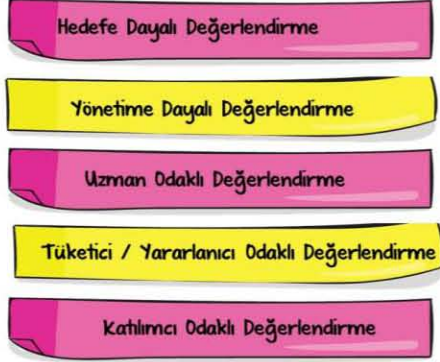 Hedefe Dayalı Değerlendirme
Yönetime Dayalı Değerlendirme
Uzman Odaklı Değerlendirme
Tüketici / Yararlanıcı Odaklı Değerlendirme
Katılımcı Odaklı Değerlendirme